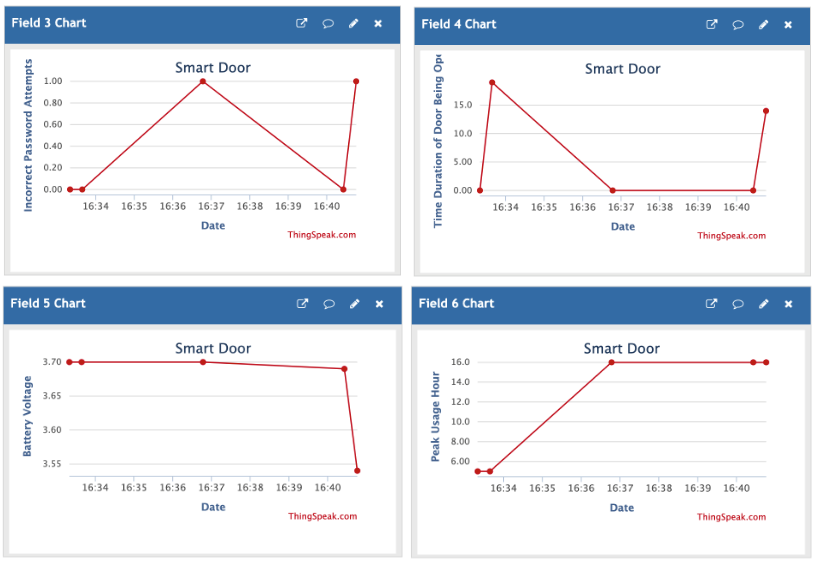 Field 3 Chart
Smart Door
Incorrect Password Attempts
1.00
0.80
0.60
0.40
0.20
0.00
16:34 16:35 16:36 16:37 16:38 16:39 16:40
Date
ThingSpeak.com
Field 4 Chart
Smart Door
Time Duration of Door Being Ope
15.0
10.0
5.00
0.00
16:34 16:35 16:36 16:37 16:38 16:39 16:40
Date
ThingSpeak.com
Field 5 Chart
Smart Door
Battery Voltage
3.70
3.65
3.60
3.55
16:34 16:35 16:36 16:37 16:38 16:39 16:40
Date
ThingSpeak.com
Field 6 Chart
Smart Door
Peak Usage Hour
16.0
14.0
12.0
10.0
8.00
6.00
16:34 16:35 16:36 16:37 16:38 16:39 16:40
Date
ThingSpeak.com